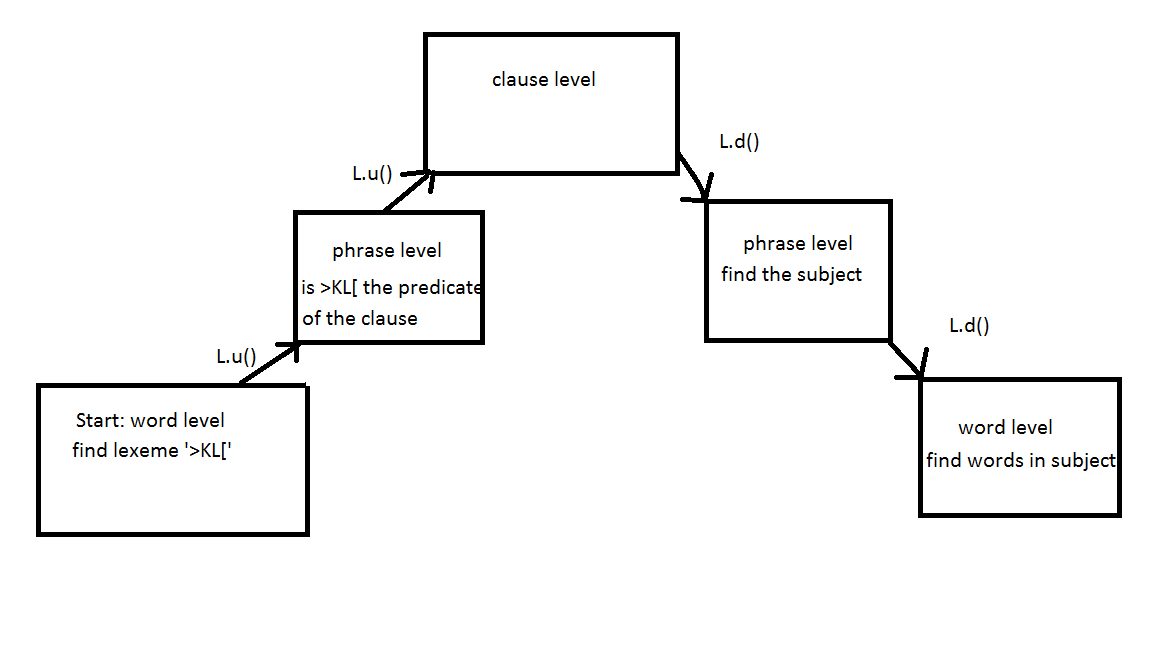 clause level
L.d()
L.u()
phrase level
is >KL[ the predicate
of the clause
phrase level
find the subject
L.u()
L.d()
Start: word level
find lexeme '>KL['
word level
find words in subject